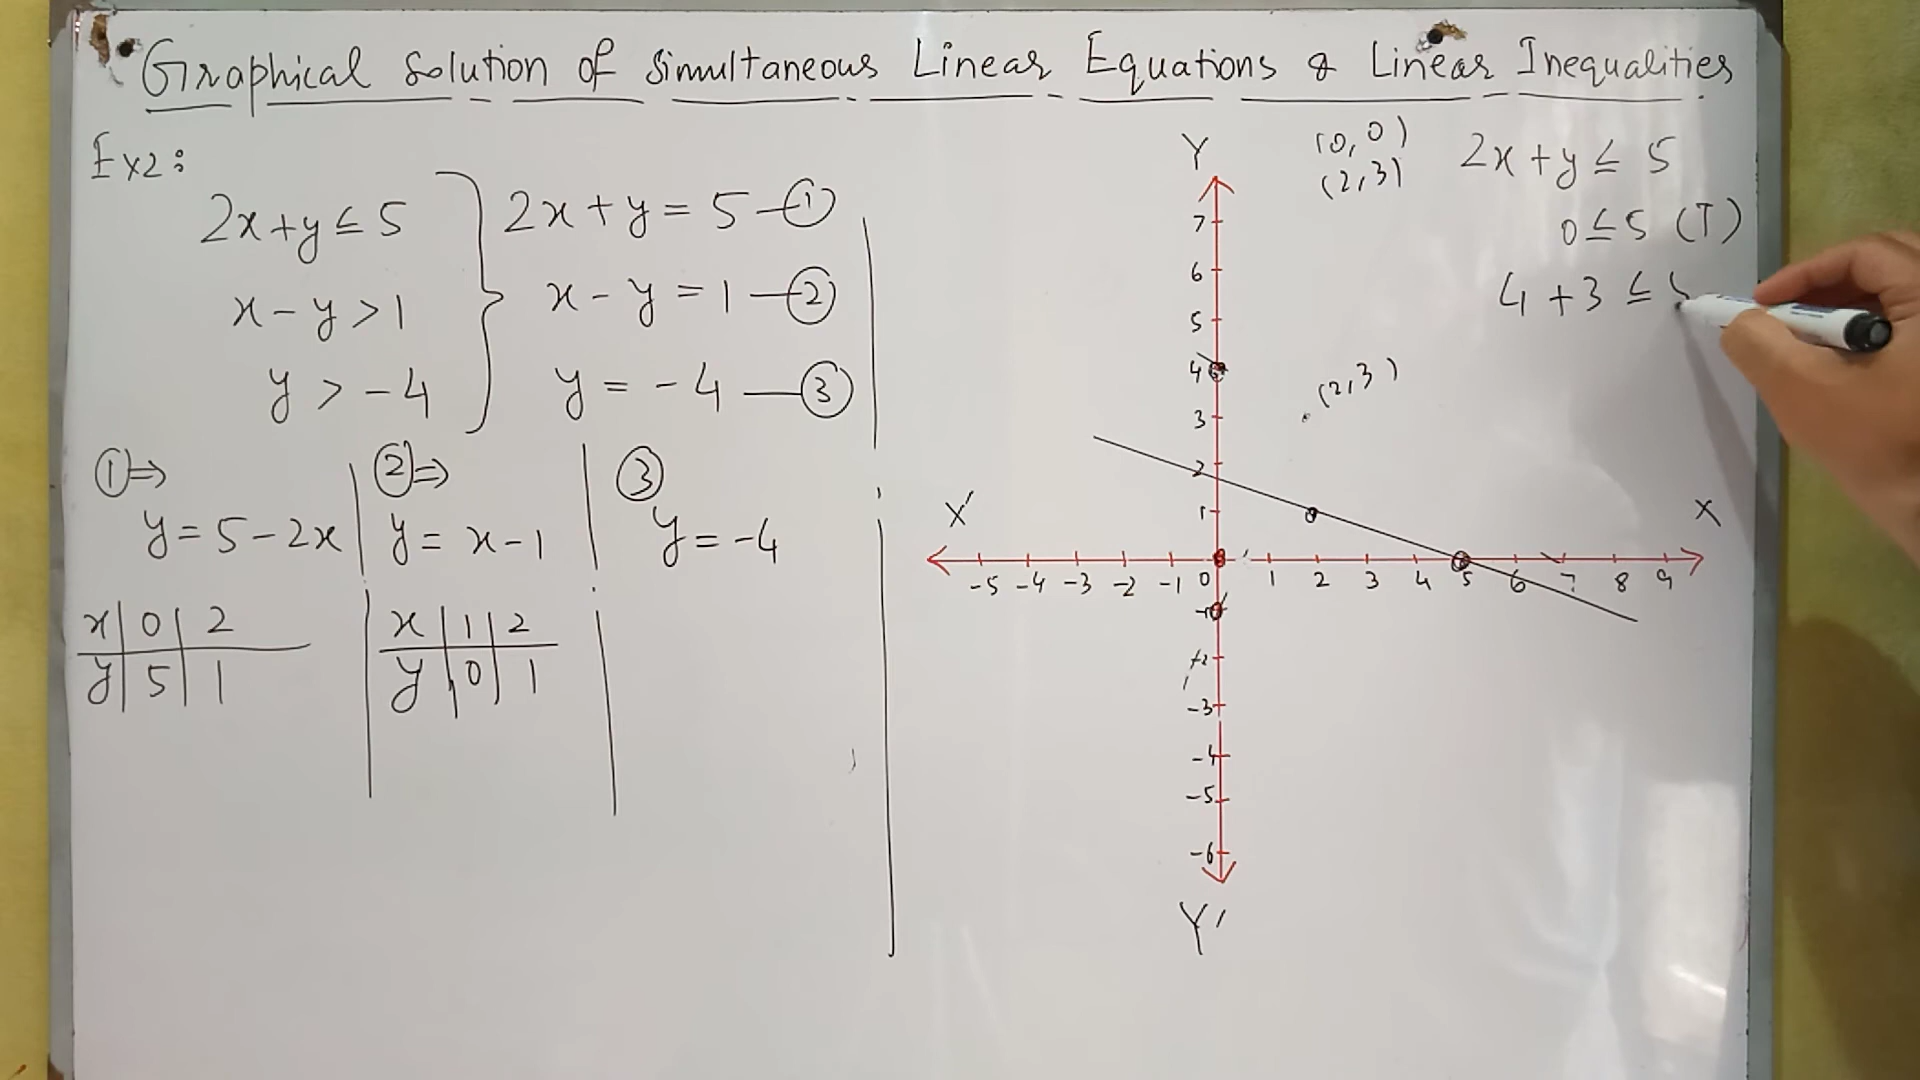 Graphical Solution of Simultaneous Linear Equations & Linear Inequalities
Ex2:
2x+y≤5
x-y>1
y>-4
2x+y=5-①
x-y=1-②
y=-4-③
①⇒
y=5-2x
x 0 2
y 5 1
②⇒
y=x-1
x 1 2
y 0 1
③
y=-4
Y
7
6
5
4
3
2
1
X' X
-5 -4 -3 -2 -1 0 1 2 3 4 5 6 7 8 9
-2
-3
-4
-5
-6
Y'
(2,3)
(0,0)
(2,3)
2x+y≤5
0≤5 (T)
4+3≤